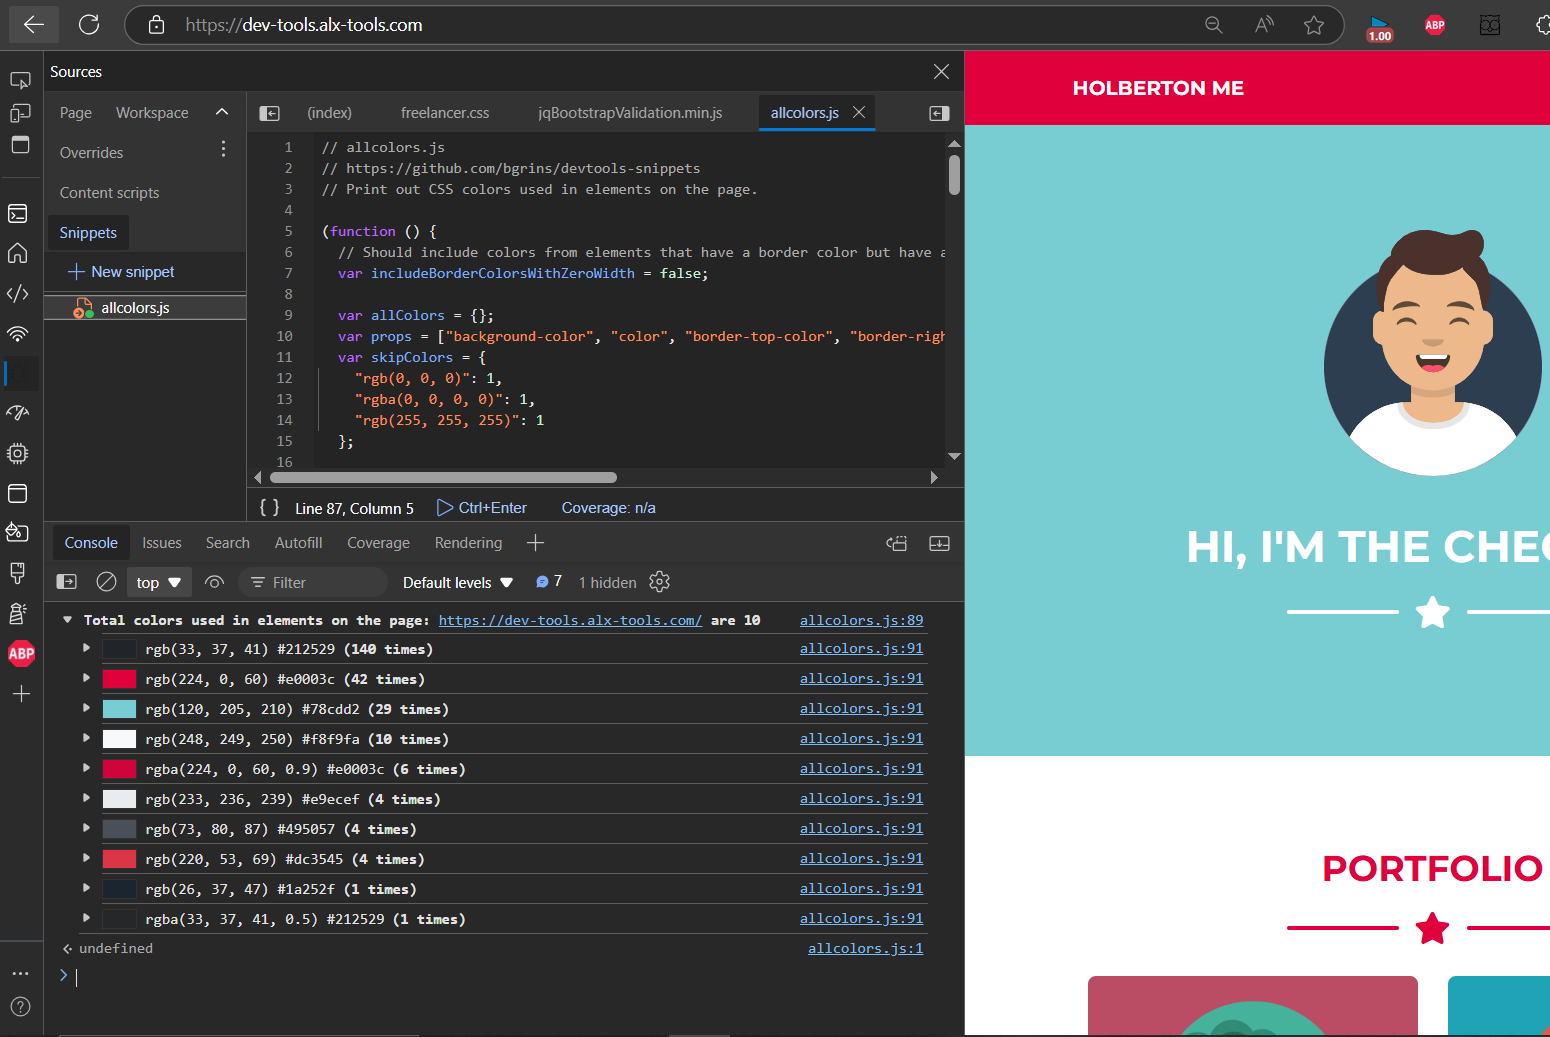 https://dev-tools.alx-tools.com
1.00
ABP
Sources
Page Workspace
Overrides
Content scripts
Snippets
New snippet
allcolors.js
(index) freelancer.css jqBootstrapValidation.min.js allcolors.js
1 // allcolors.js
2 // https://github.com/bgrins/devtools-snippets
3 // Print out CSS colors used in elements on the page.
4
5 (function () {
6 // Should include colors from elements that have a border color but have a
7 var includeBorderColorsWithZeroWidth = false;
8
9 var allColors = {};
10 var props = ["background-color", "color", "border-top-color", "border-righ
11 var skipColors = {
12 "rgb(0, 0, 0)": 1,
13 "rgba(0, 0, 0, 0)": 1,
14 "rgb(255, 255, 255)": 1
15 };
16
{ } Line 87, Column 5 Ctrl+Enter Coverage: n/a
Console Issues Search Autofill Coverage Rendering
top Filter Default levels 7 1 hidden
Total colors used in elements on the page: https://dev-tools.alx-tools.com/ are 10 allcolors.js:89
rgb(33, 37, 41) #212529 (140 times) allcolors.js:91
rgb(224, 0, 60) #e0003c (42 times) allcolors.js:91
rgb(120, 205, 210) #78cdd2 (29 times) allcolors.js:91
rgb(248, 249, 250) #f8f9fa (10 times) allcolors.js:91
rgba(224, 0, 60, 0.9) #e0003c (6 times) allcolors.js:91
rgb(233, 236, 239) #e9ecef (4 times) allcolors.js:91
rgb(73, 80, 87) #495057 (4 times) allcolors.js:91
rgb(220, 53, 69) #dc3545 (4 times) allcolors.js:91
rgb(26, 37, 47) #1a252f (1 times) allcolors.js:91
rgba(33, 37, 41, 0.5) #212529 (1 times) allcolors.js:91
undefined allcolors.js:1
ABP
HOLBERTON ME
HI, I'M THE CHEC
PORTFOLIO